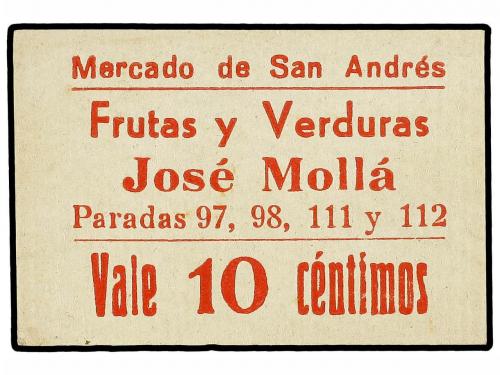 Mercado de San Andrés
Frutas y Verduras
José Mollá
Paradas 97, 98, 111 y 112
Vale 10 céntimos